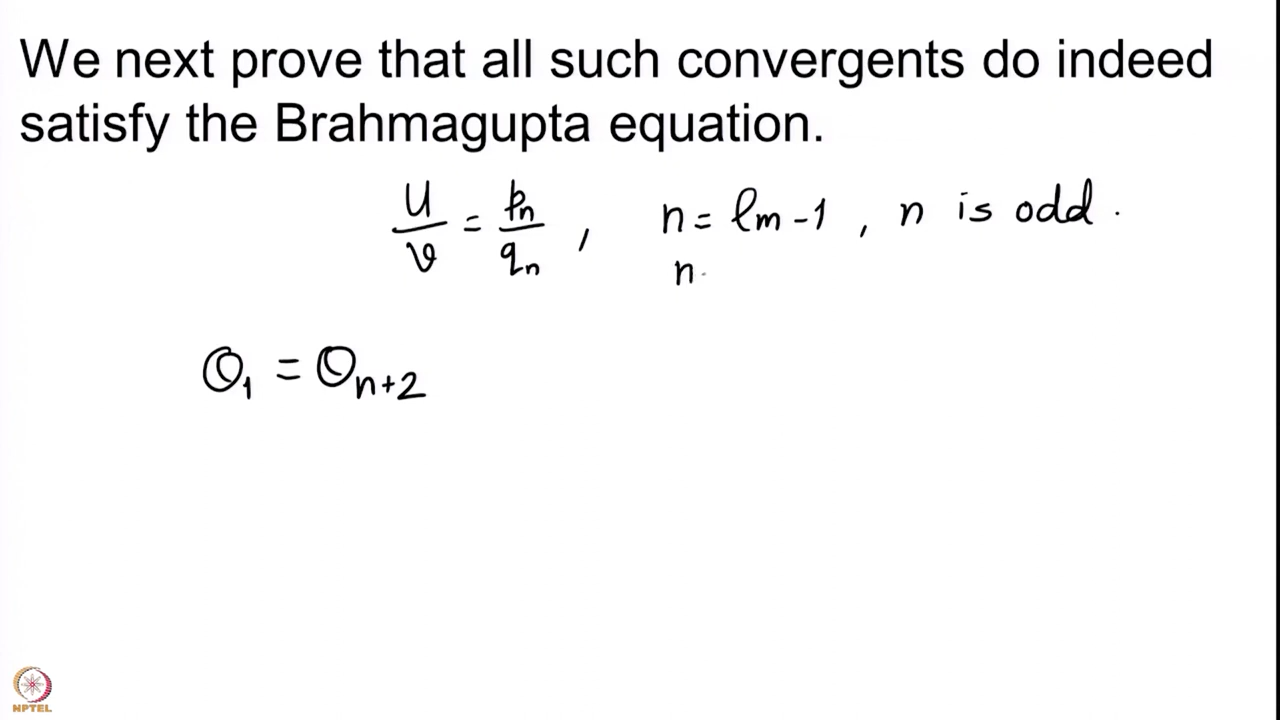 We next prove that all such convergents do indeed
satisfy the Brahmagupta equation.
u/v = pₙ/qₙ , n = lm - 1 , n is odd .
n
Θ₁ = Θₙ₊₂
NPTEL